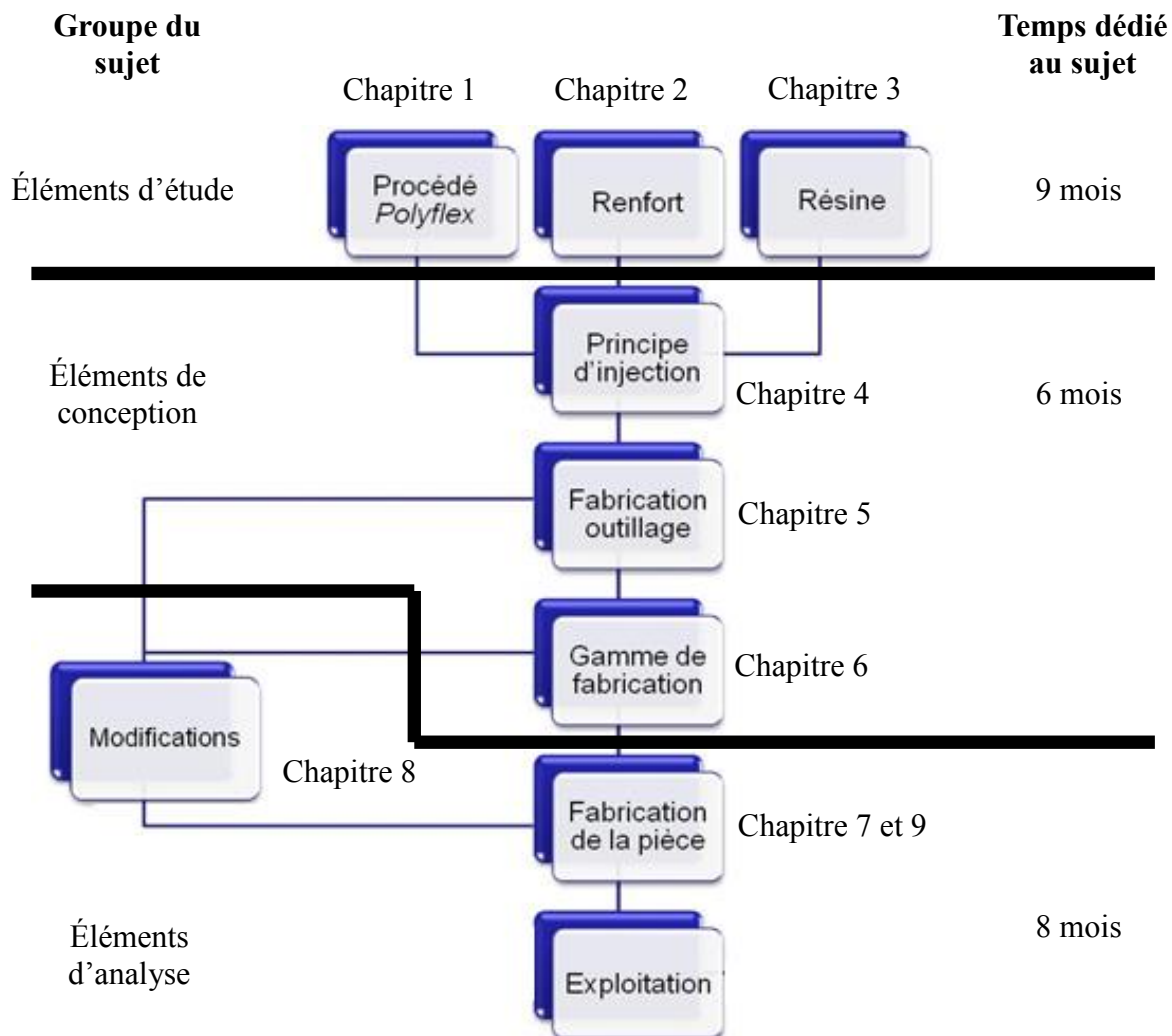 Groupe du
sujet
Temps dédié
au sujet
Chapitre 1
Chapitre 2
Chapitre 3
Éléments d’étude
Procédé
Polyflex
Renfort
Résine
9 mois
Éléments de
conception
Principe
d'injection
Chapitre 4
6 mois
Fabrication
outillage
Chapitre 5
Gamme de
fabrication
Chapitre 6
Modifications
Chapitre 8
Fabrication
de la pièce
Chapitre 7 et 9
Éléments
d’analyse
Exploitation
8 mois